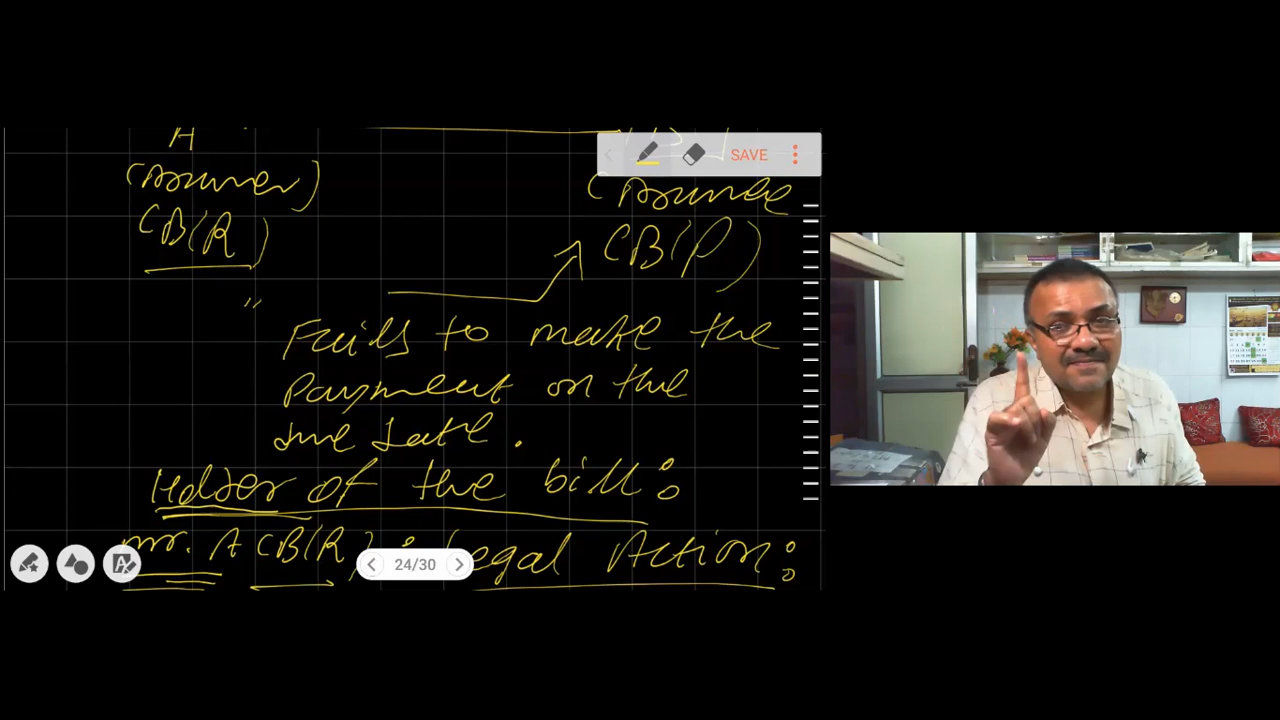 A
(Drawer)
(B/R)
SAVE
(Drawee
(B/P)
"
Fails to make the
payment on the
due date.
Holder of the bill:
Mr. A (B/R) : Legal Action:
24/30